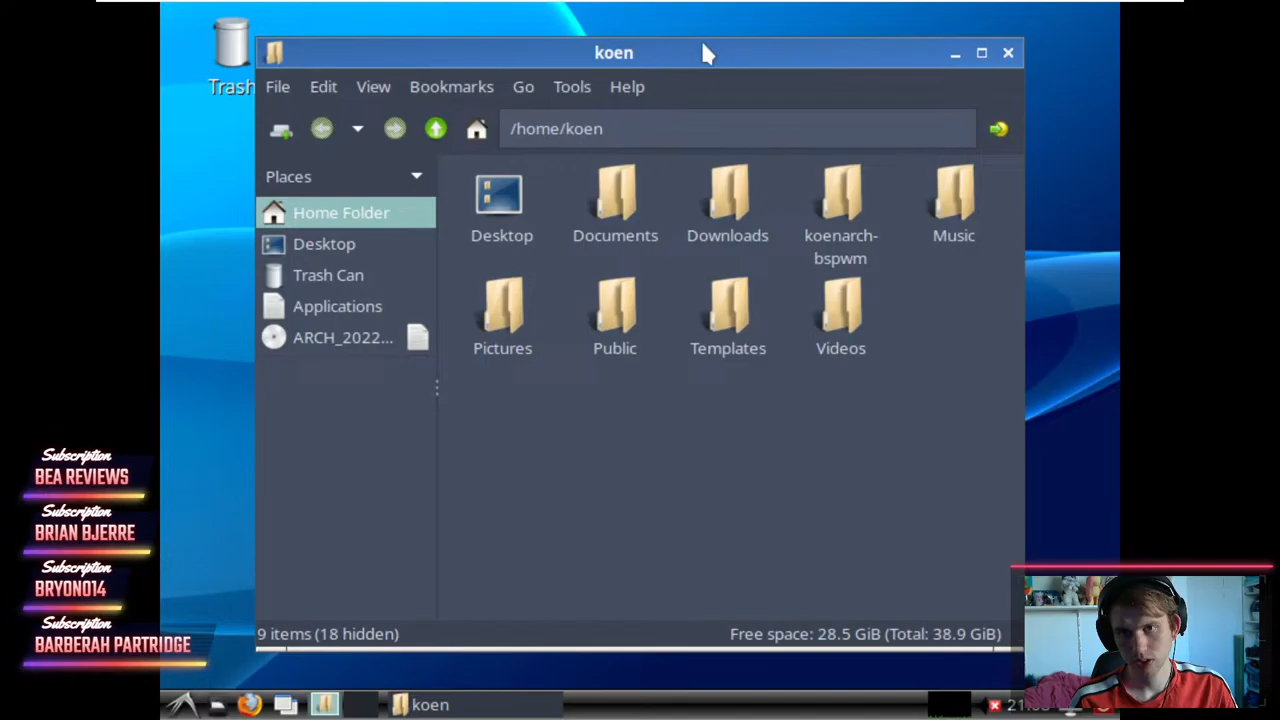 Trash
koen
File Edit View Bookmarks Go Tools Help
/home/koen
Places
Home Folder
Desktop
Trash Can
Applications
ARCH_2022...
Desktop Documents Downloads koenarch-bspwm Music
Pictures Public Templates Videos
9 items (18 hidden)
Free space: 28.5 GiB (Total: 38.9 GiB)
Subscription
BEA REVIEWS
Subscription
BRIAN BJERRE
Subscription
BRYONO14
Subscription
BARBERAH PARTRIDGE
koen